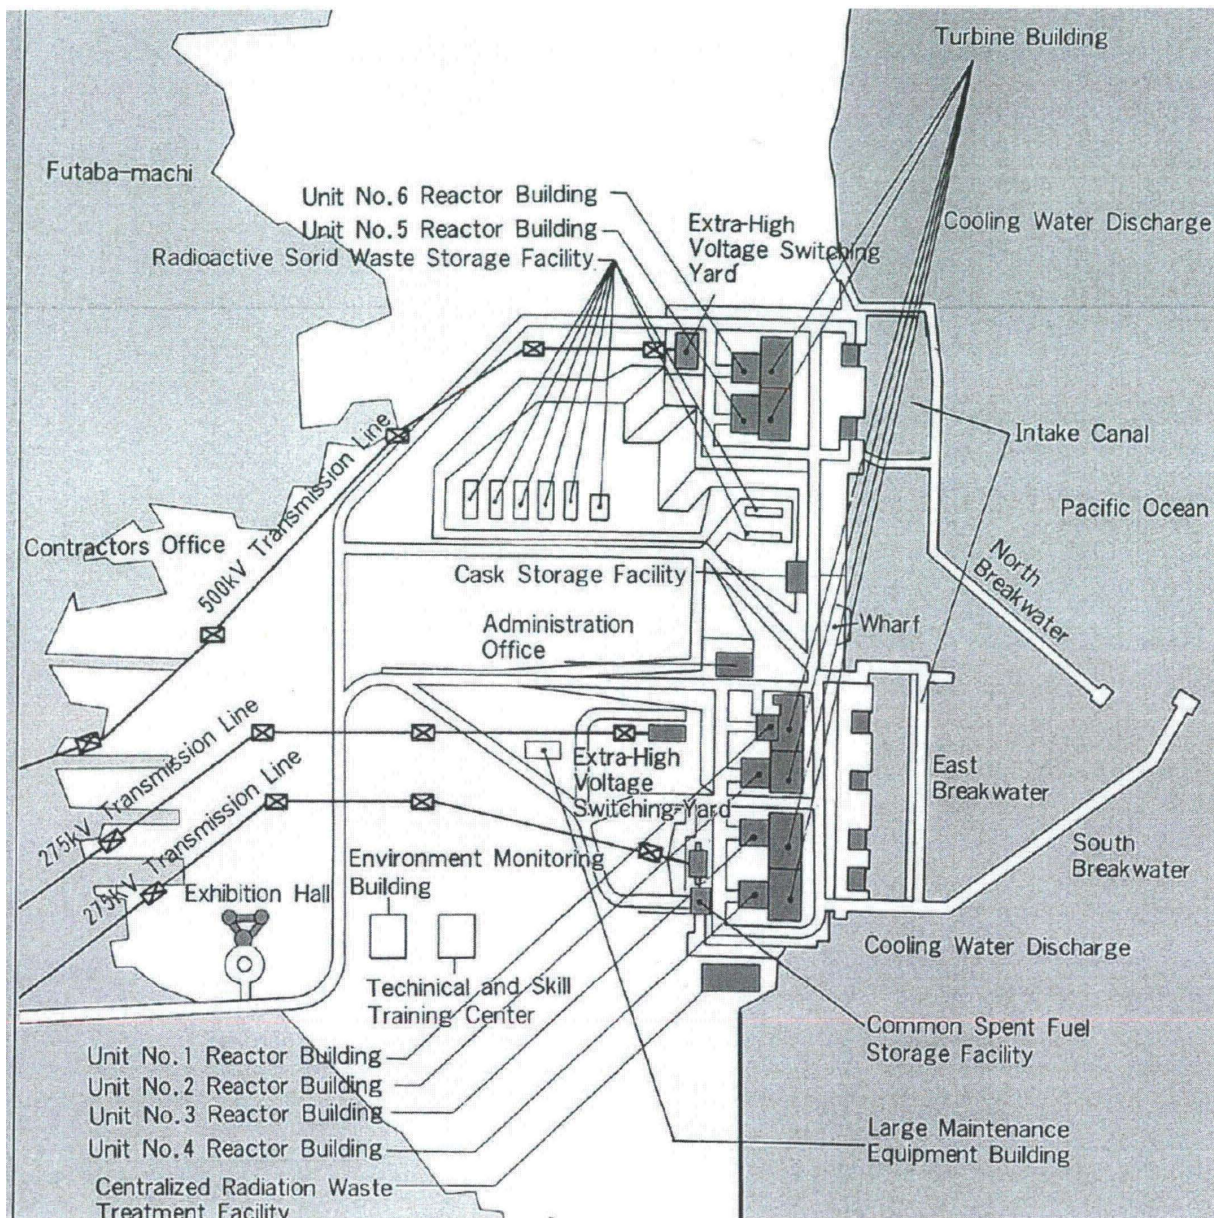 Turbine Building
Futaba-machi
Unit No.6 Reactor Building
Unit No.5 Reactor Building
Radioactive Sorid Waste Storage Facility
Extra-High
Voltage Switching
Yard
Cooling Water Discharge
Intake Canal
Pacific Ocean
500kV Transmission Line
Contractors Office
Cask Storage Facility
North
Breakwater
Administration
Office
Wharf
275kV Transmission Line
275kV Transmission Line
Extra-High
Voltage
Switching-Yard
East
Breakwater
South
Breakwater
Environment Monitoring
Building
Exhibition Hall
Cooling Water Discharge
Techinical and Skill
Training Center
Common Spent Fuel
Storage Facility
Unit No.1 Reactor Building
Unit No.2 Reactor Building
Unit No.3 Reactor Building
Unit No.4 Reactor Building
Large Maintenance
Equipment Building
Centralized Radiation Waste
Treatment Facility